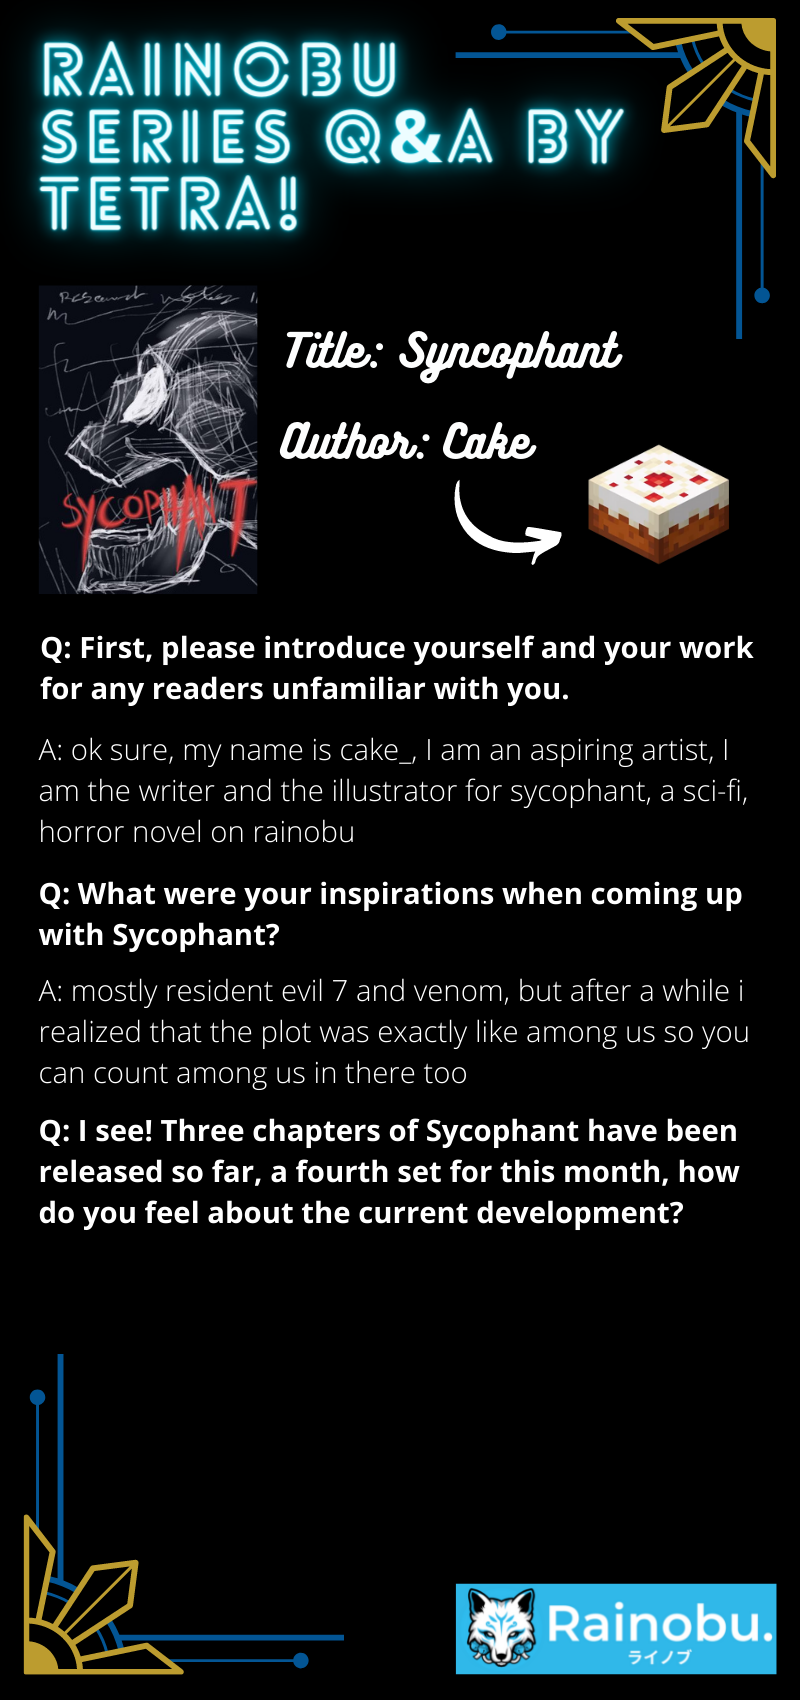 RAINOBU
SERIES Q&A BY
TETRA!
SYCOPHANT
Title: Syncophant
Author: Cake
Q: First, please introduce yourself and your work
for any readers unfamiliar with you.
A: ok sure, my name is cake_, I am an aspiring artist, I
am the writer and the illustrator for sycophant, a sci-fi,
horror novel on rainobu
Q: What were your inspirations when coming up
with Sycophant?
A: mostly resident evil 7 and venom, but after a while i
realized that the plot was exactly like among us so you
can count among us in there too
Q: I see! Three chapters of Sycophant have been
released so far, a fourth set for this month, how
do you feel about the current development?
Rainobu.
ライノブ